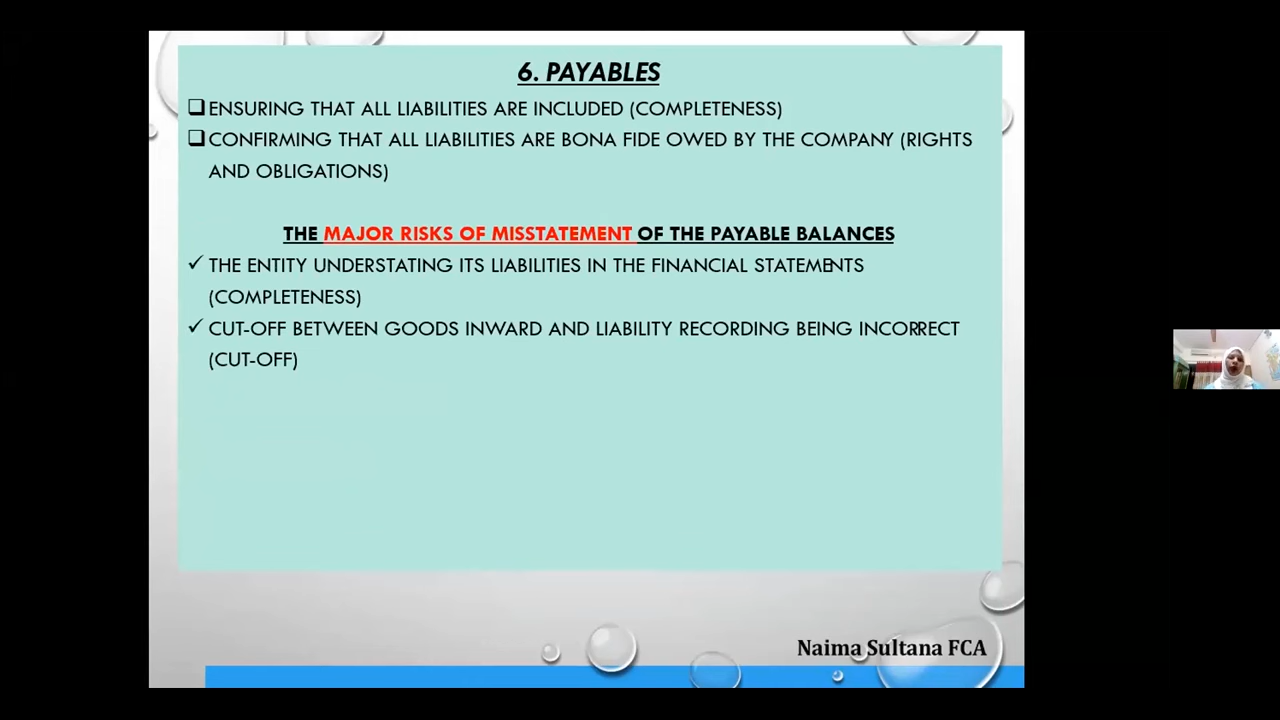 6. PAYABLES
❑ENSURING THAT ALL LIABILITIES ARE INCLUDED (COMPLETENESS)
❑CONFIRMING THAT ALL LIABILITIES ARE BONA FIDE OWED BY THE COMPANY (RIGHTS
AND OBLIGATIONS)
THE MAJOR RISKS OF MISSTATEMENT OF THE PAYABLE BALANCES
✓ THE ENTITY UNDERSTATING ITS LIABILITIES IN THE FINANCIAL STATEMENTS
(COMPLETENESS)
✓ CUT-OFF BETWEEN GOODS INWARD AND LIABILITY RECORDING BEING INCORRECT
(CUT-OFF)
Naima Sultana FCA